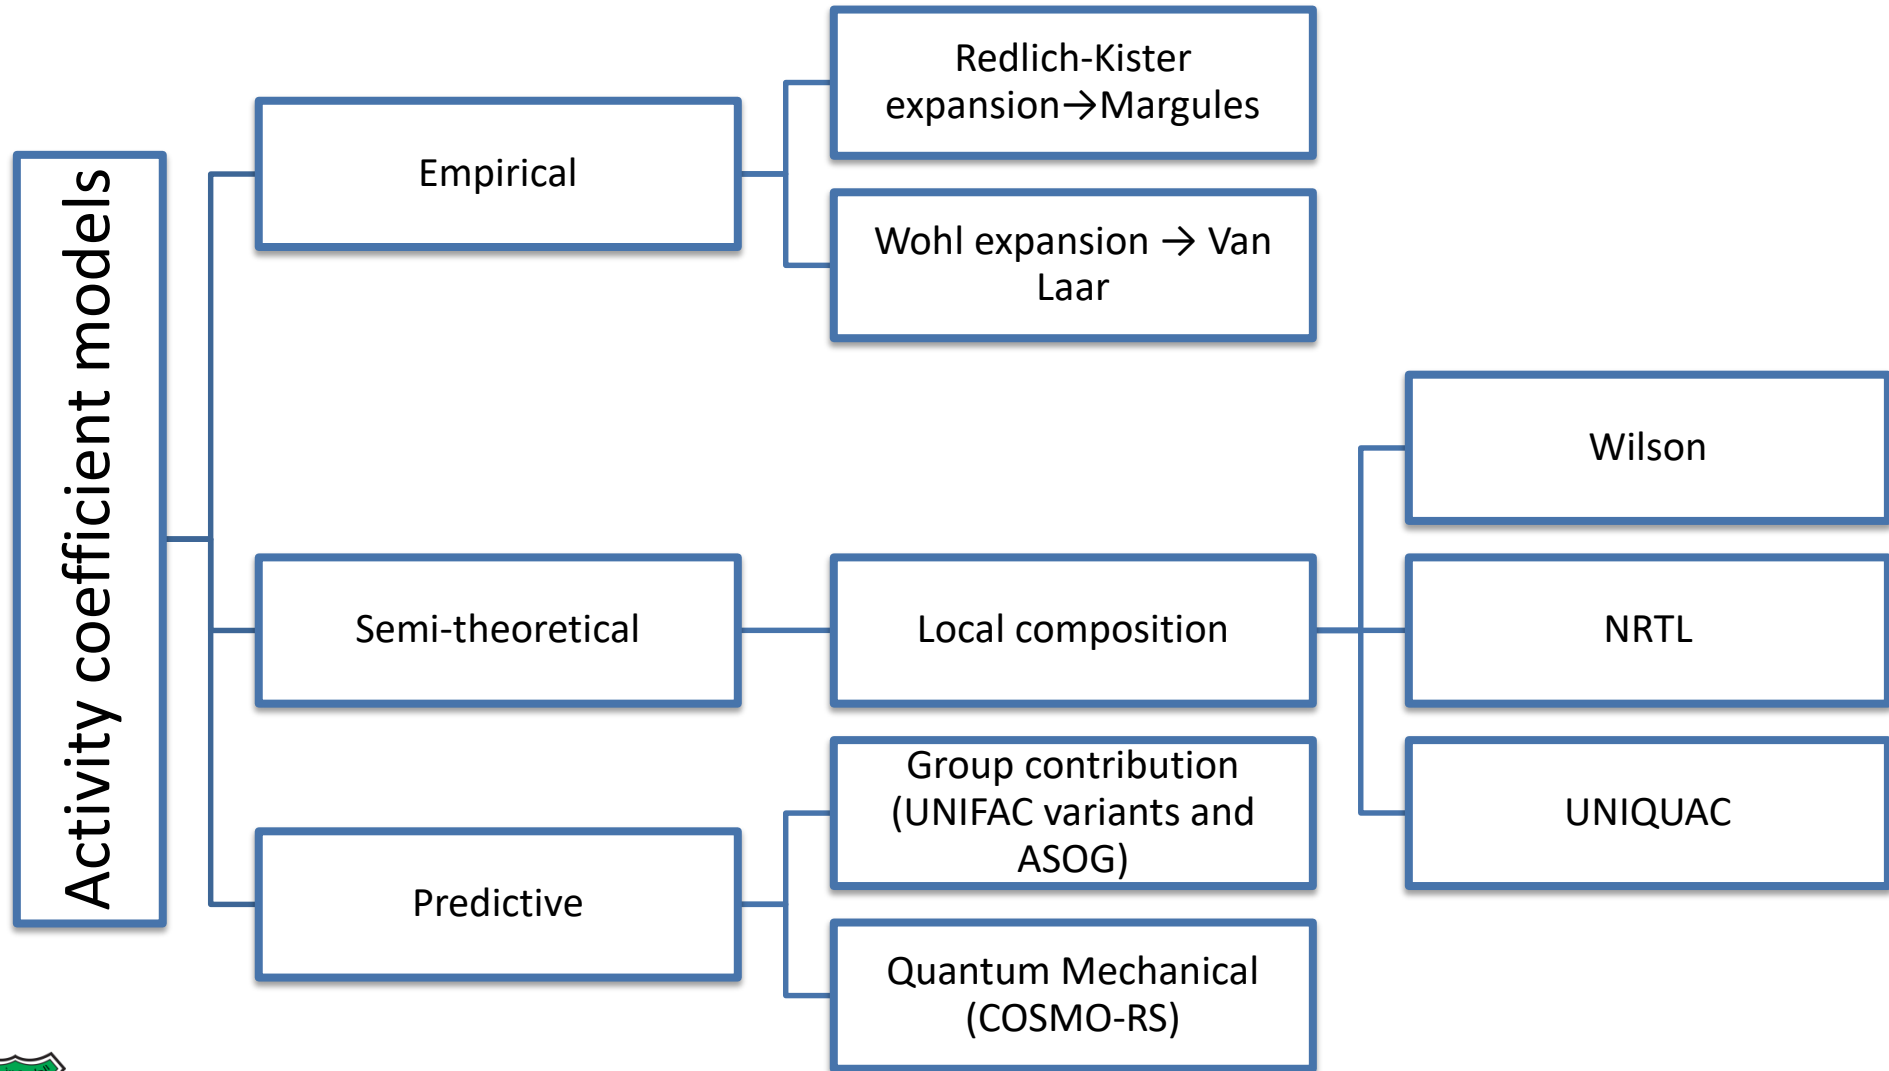 Activity coefficient models
Empirical
Redlich-Kister
expansion→Margules
Wohl expansion → Van
Laar
Semi-theoretical
Local composition
Wilson
NRTL
UNIQUAC
Predictive
Group contribution
(UNIFAC variants and
ASOG)
Quantum Mechanical
(COSMO-RS)